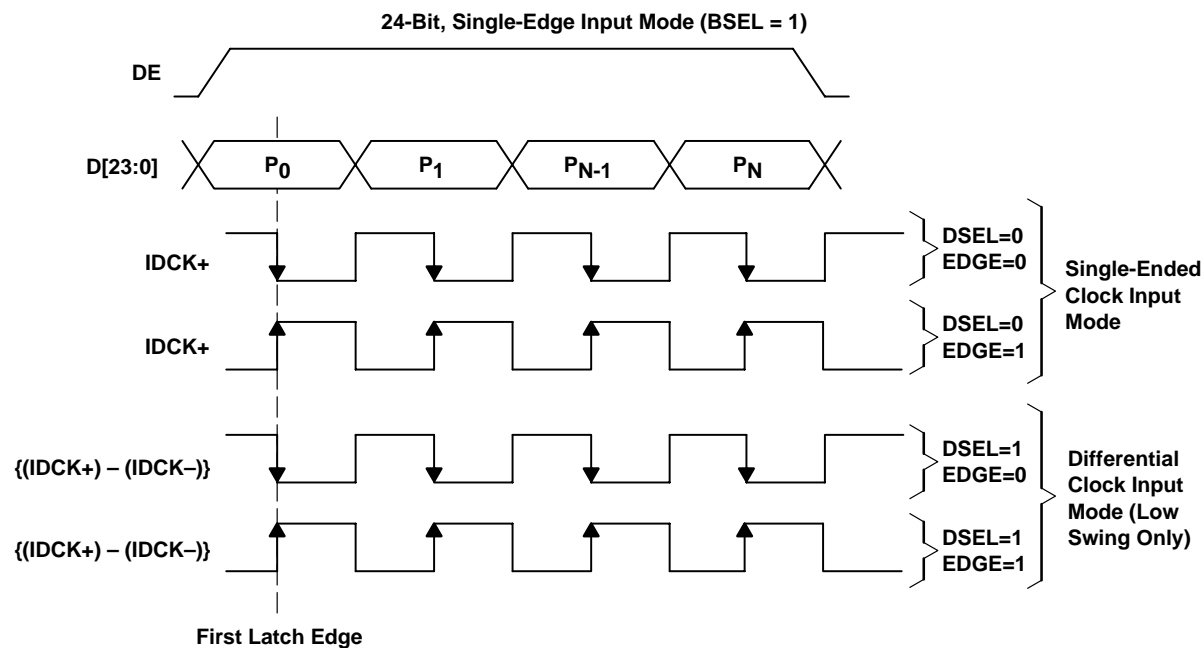 24-Bit, Single-Edge Input Mode (BSEL = 1)
DE
D[23:0]
P0
P1
PN-1
PN
IDCK+
DSEL=0
EDGE=0
IDCK+
DSEL=0
EDGE=1
Single-Ended
Clock Input
Mode
{(IDCK+) – (IDCK–)}
DSEL=1
EDGE=0
{(IDCK+) – (IDCK–)}
DSEL=1
EDGE=1
Differential
Clock Input
Mode (Low
Swing Only)
First Latch Edge